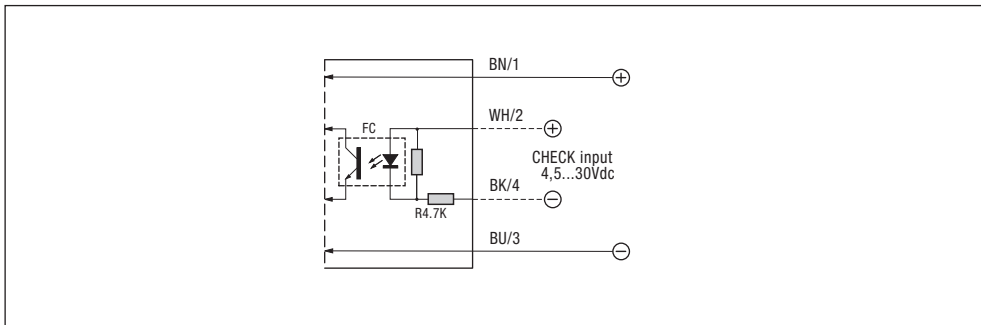 BN/1
+
WH/2
FC
+
CHECK input
4,5...30Vdc
BK/4
−
R4.7K
BU/3
−